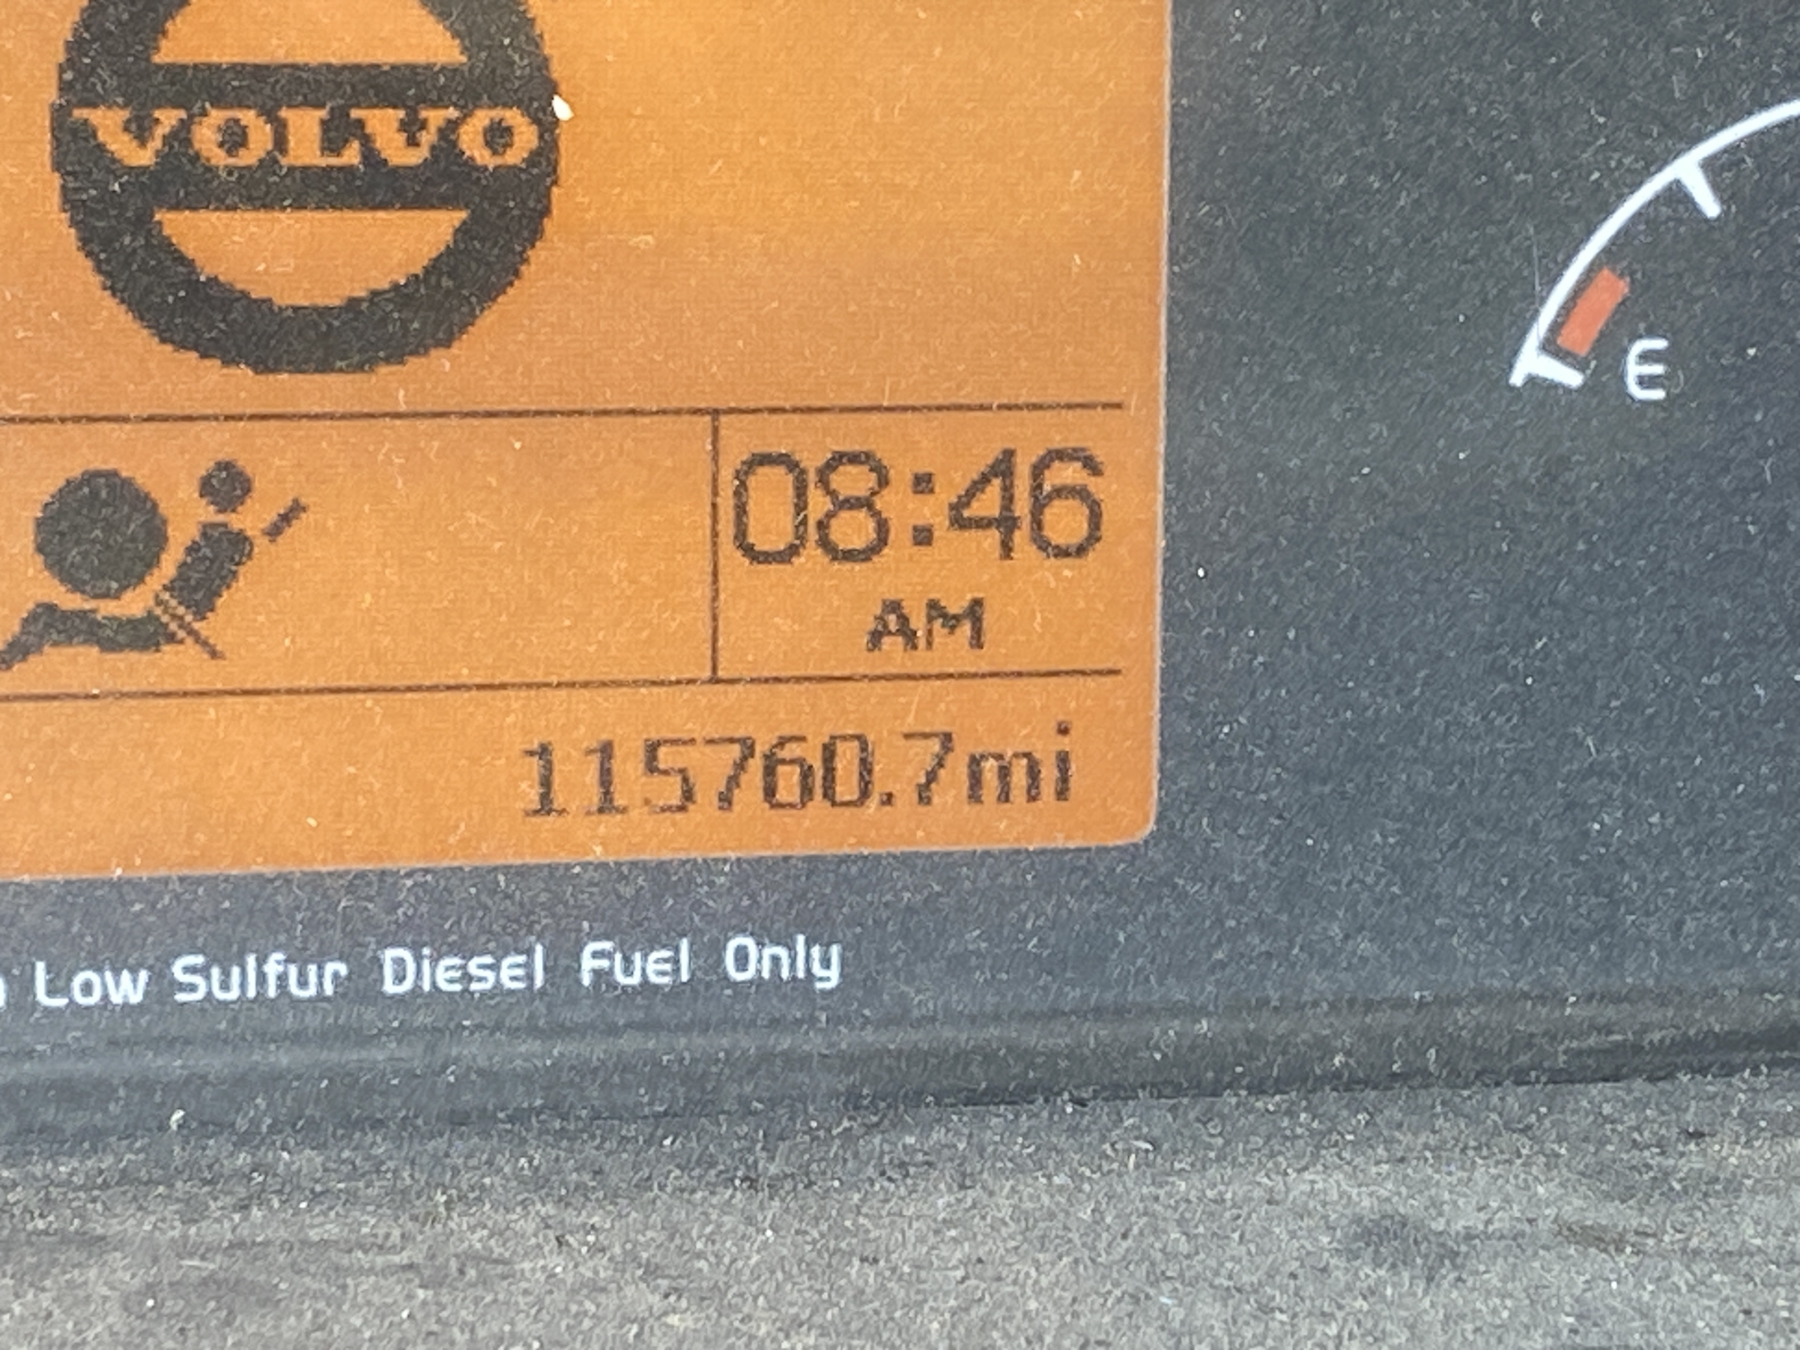 VOLVO
E
08:46
AM
115760.7mi
Low Sulfur Diesel Fuel Only